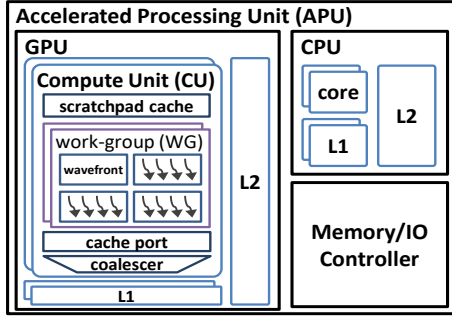 Accelerated Processing Unit (APU)
GPU
Compute Unit (CU)
scratchpad cache
work-group (WG)
wavefront
cache port
coalescer
L1
L2
CPU
core
L1
L2
Memory/IO
Controller